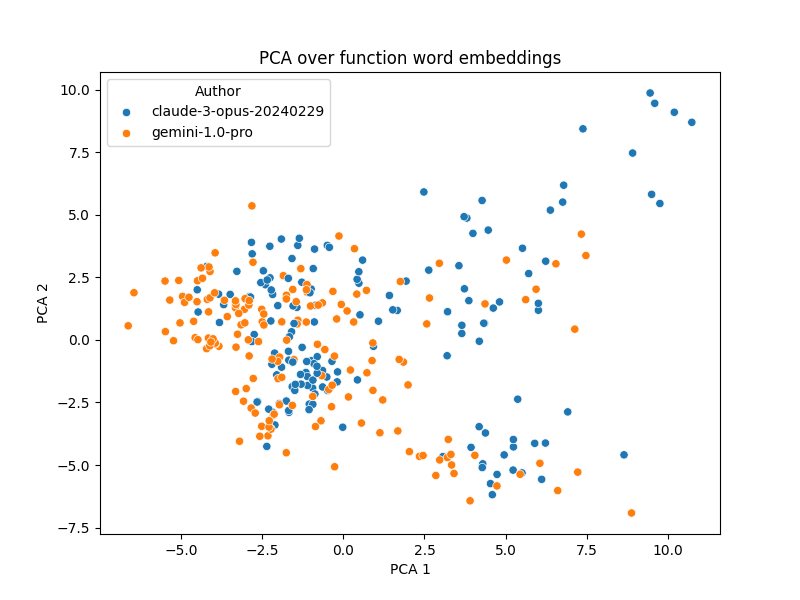 PCA over function word embeddings
Author
claude-3-opus-20240229
gemini-1.0-pro
10.0
7.5
5.0
2.5
0.0
−2.5
−5.0
−7.5
PCA 2
−5.0 −2.5 0.0 2.5 5.0 7.5 10.0
PCA 1